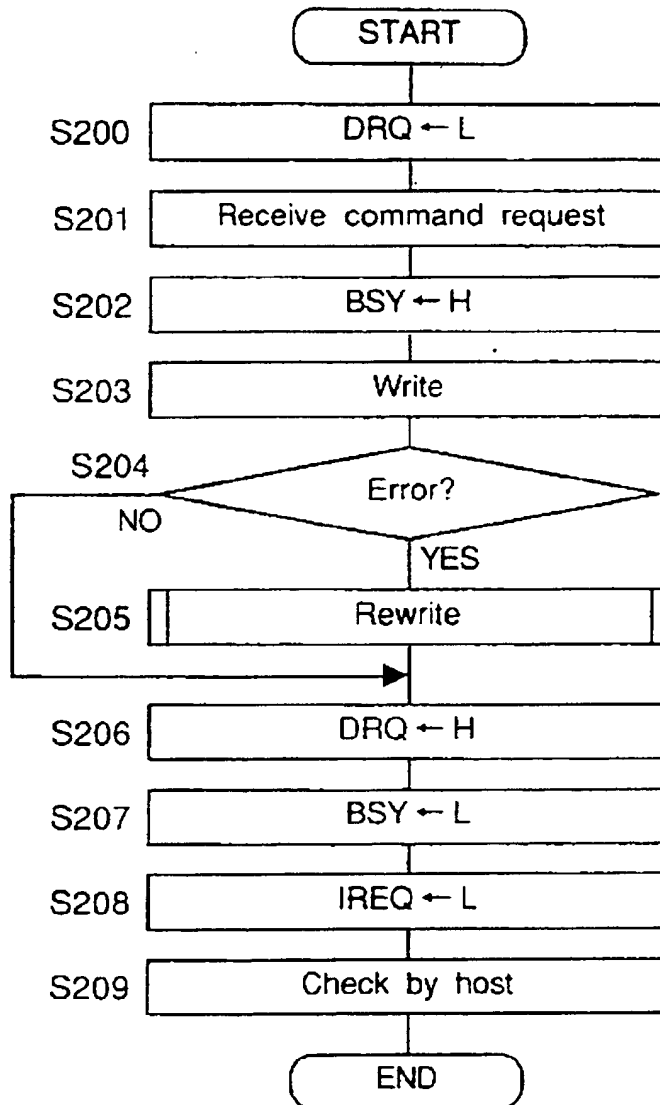 START
S200 DRQ ← L
S201 Receive command request
S202 BSY ← H
S203 Write
S204 Error?
NO
YES
S205 Rewrite
S206 DRQ ← H
S207 BSY ← L
S208 IREQ ← L
S209 Check by host
END